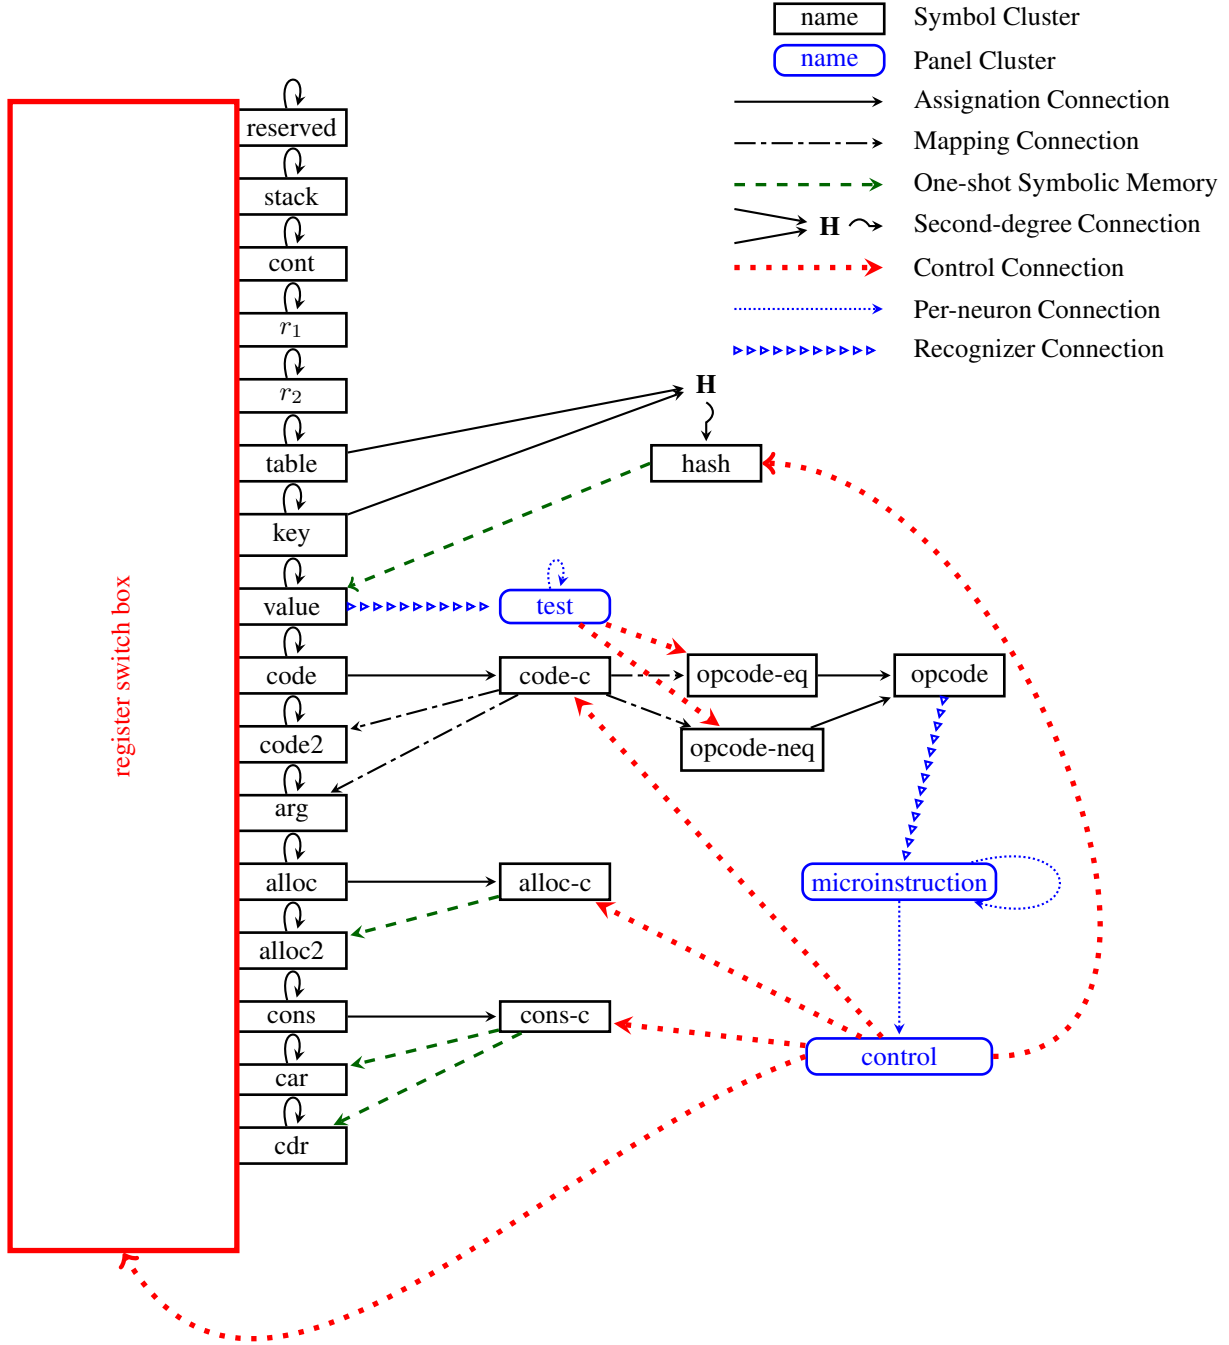 name Symbol Cluster
name Panel Cluster
Assignation Connection
Mapping Connection
One-shot Symbolic Memory
H Second-degree Connection
Control Connection
Per-neuron Connection
Recognizer Connection
register switch box
reserved
stack
cont
r1
r2
table
key
value
code
code2
arg
alloc
alloc2
cons
car
cdr
H
hash
test
code-c
opcode-eq
opcode
opcode-neq
alloc-c
microinstruction
cons-c
control